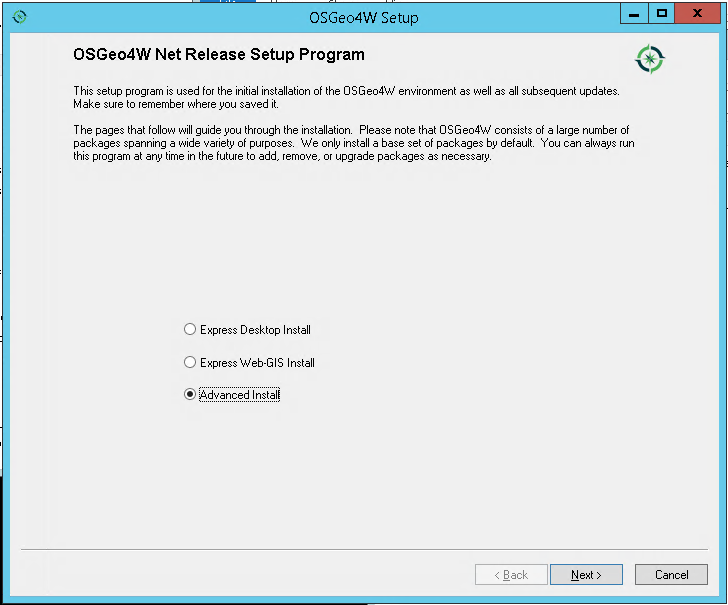 OSGeo4W Setup
OSGeo4W Net Release Setup Program
This setup program is used for the initial installation of the OSGeo4W environment as well as all subsequent updates.
Make sure to remember where you saved it.
The pages that follow will guide you through the installation. Please note that OSGeo4W consists of a large number of
packages spanning a wide variety of purposes. We only install a base set of packages by default. You can always run
this program at any time in the future to add, remove, or upgrade packages as necessary.
Express Desktop Install
Express Web-GIS Install
Advanced Install
< Back Next > Cancel